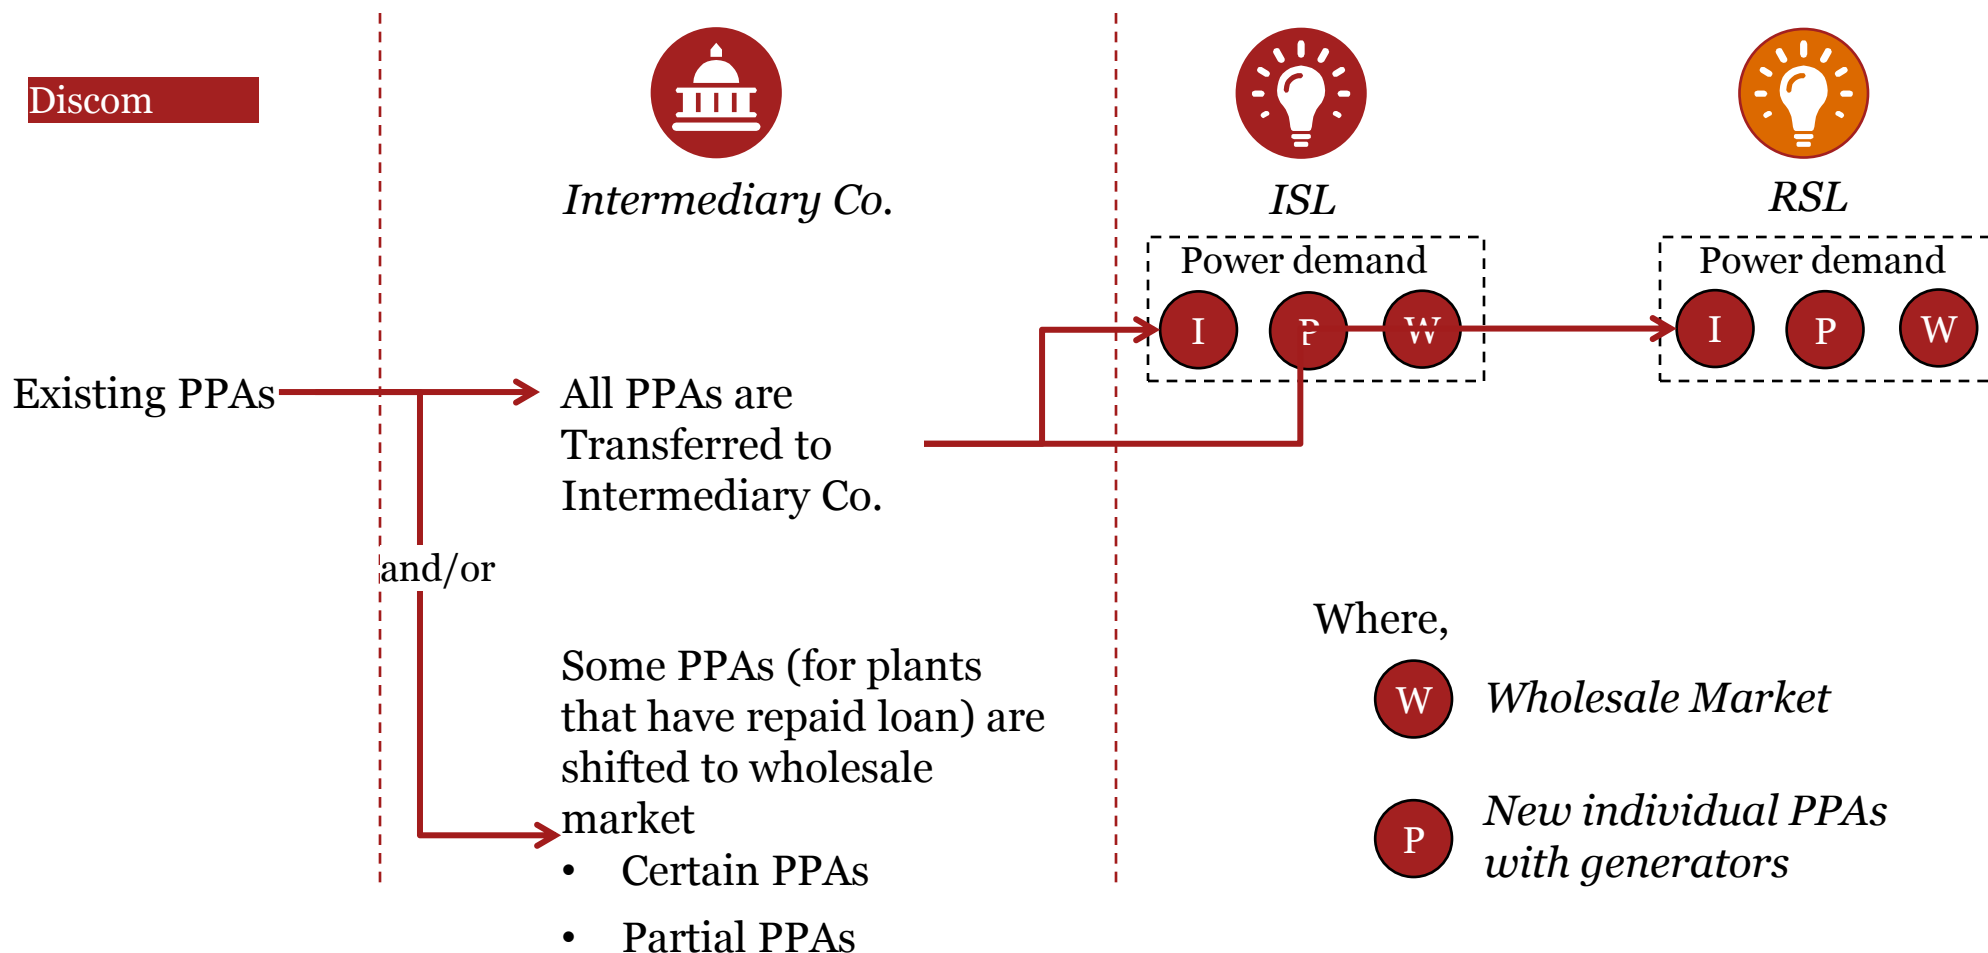 Discom
Intermediary Co.
ISL
RSL
Power demand
I P W
Power demand
I P W
Existing PPAs
All PPAs are
Transferred to
Intermediary Co.
and/or
Some PPAs (for plants
that have repaid loan) are
shifted to wholesale
market
• Certain PPAs
• Partial PPAs
Where,
W Wholesale Market
P New individual PPAs
with generators